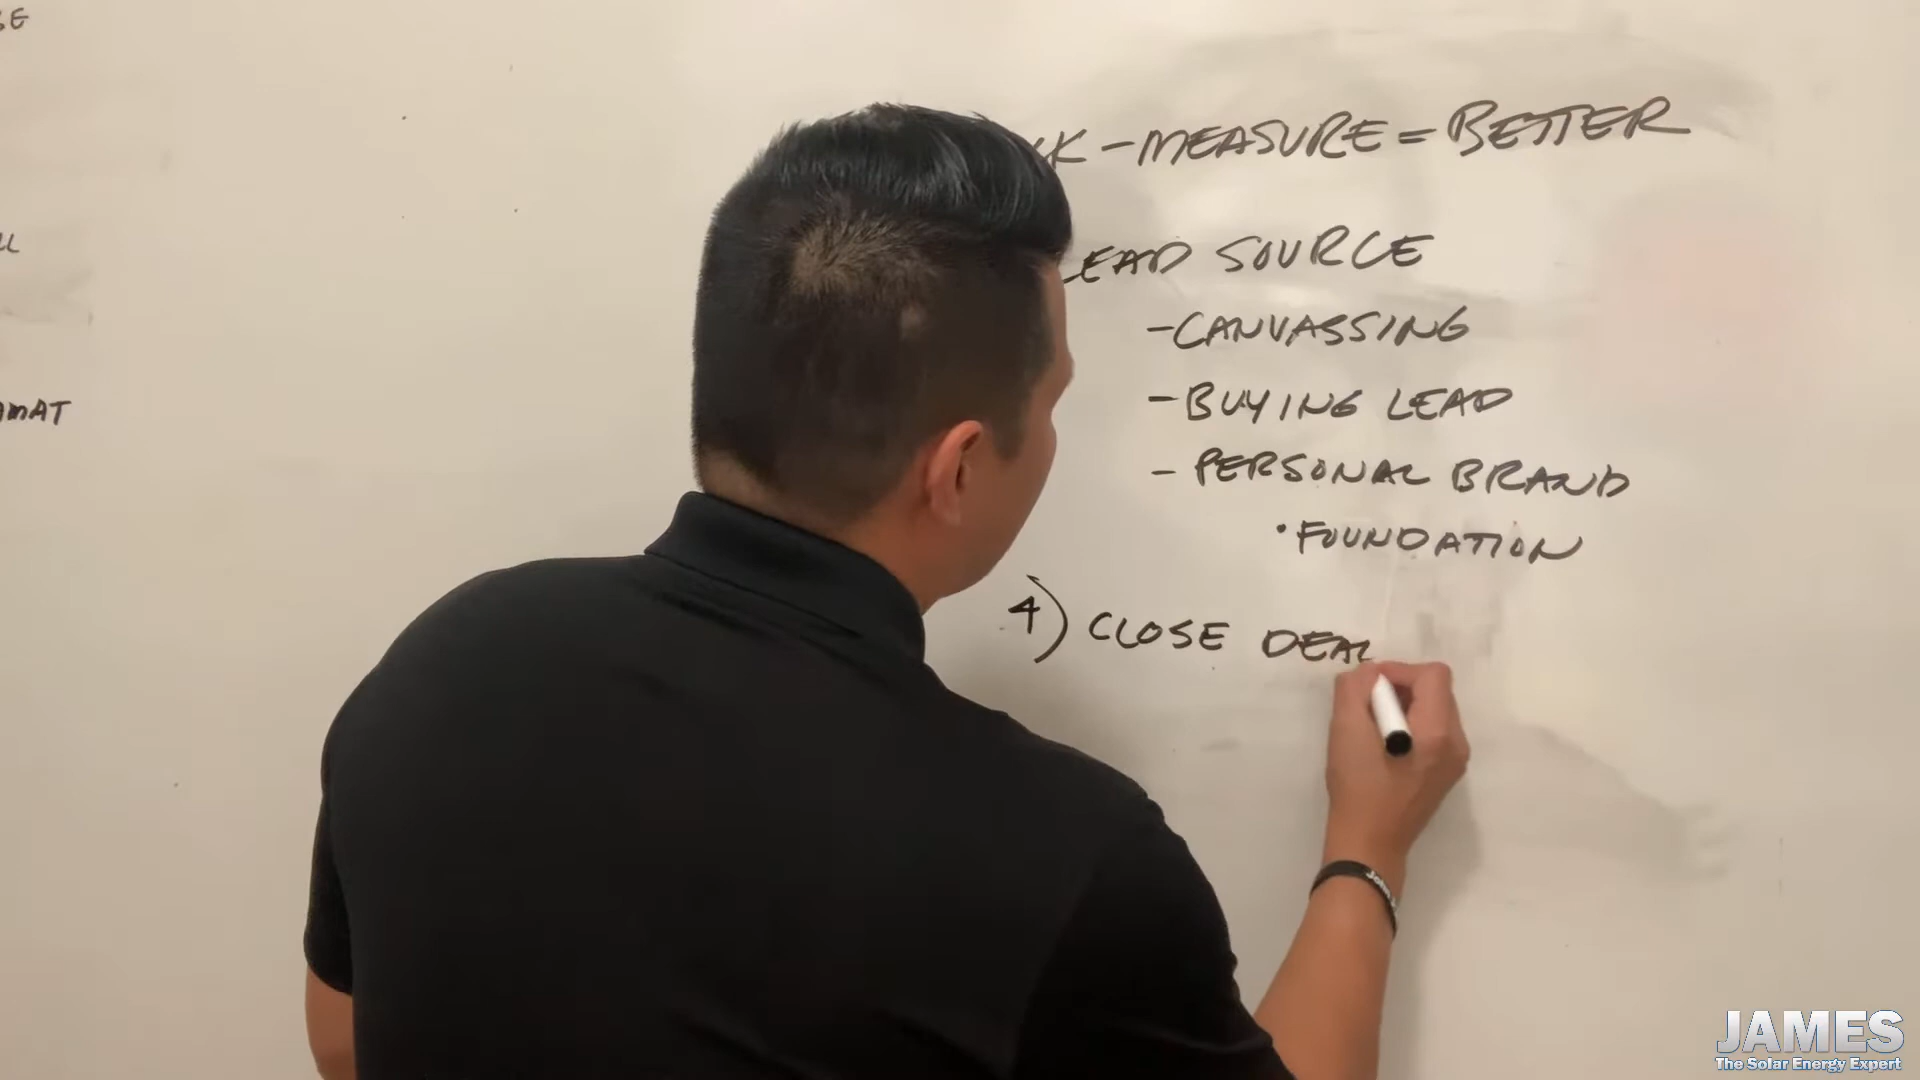 - MEASURE = BETTER
LEAD SOURCE
- CANVASSING
- BUYING LEAD
- PERSONAL BRAND
• FOUNDATION
4) CLOSE DEAL
JAMES
The Solar Energy Expert